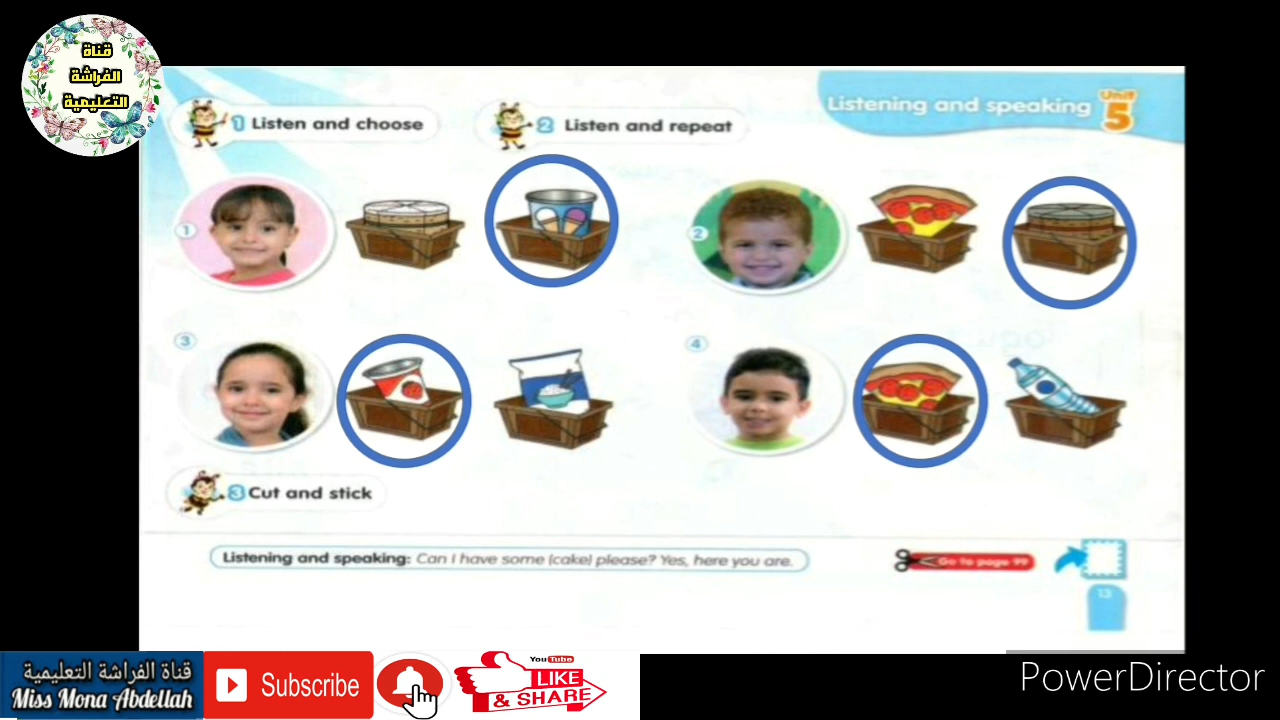 قناة
الفراشة
التعليمية
1 Listen and choose
2 Listen and repeat
Listening and speaking
Unit
5
1
2
3
4
3 Cut and stick
Listening and speaking: Can I have some (cake) please? Yes, here you are.
Go to page 99
13
قناة الفراشة التعليمية
Miss Mona Abdellah
Subscribe
YouTube
LIKE
& SHARE
PowerDirector